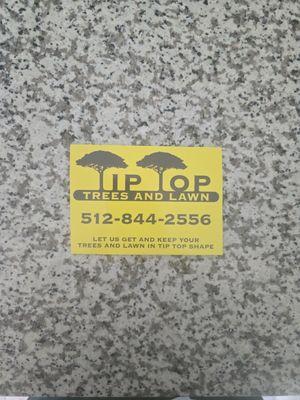 TIP TOP
TREES AND LAWN
512-844-2556
LET US GET AND KEEP YOUR
TREES AND LAWN IN TIP TOP SHAPE